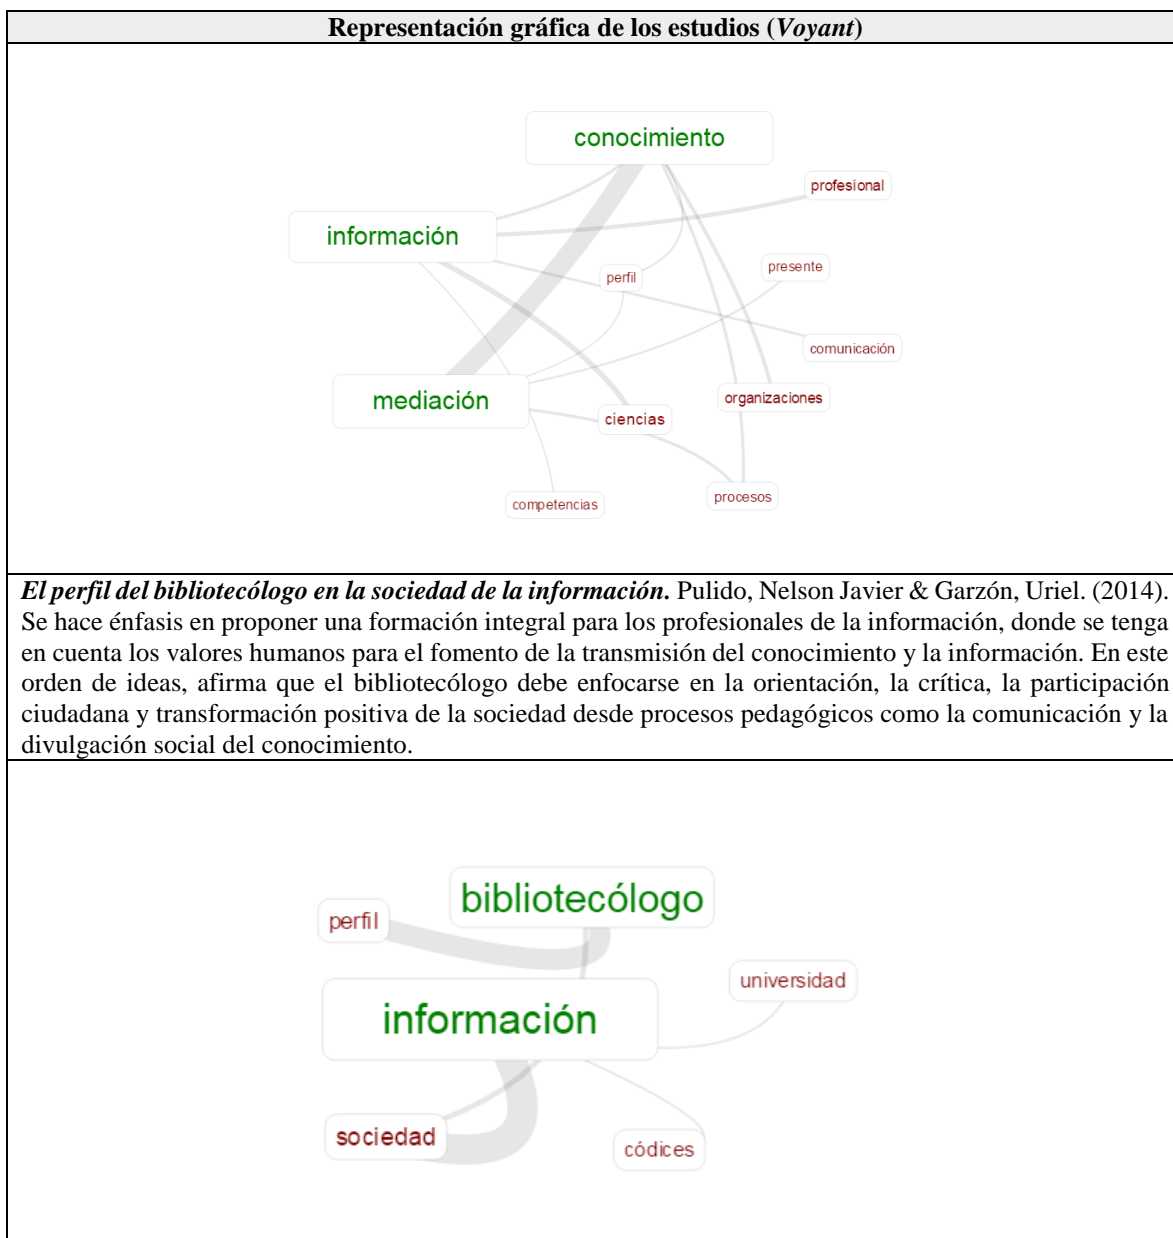 Representación gráfica de los estudios (Voyant)
conocimiento
profesional
información
presente
perfil
comunicación
mediación
organizaciones
ciencias
procesos
competencias
El perfil del bibliotecólogo en la sociedad de la información. Pulido, Nelson Javier & Garzón, Uriel. (2014).
Se hace énfasis en proponer una formación integral para los profesionales de la información, donde se tenga
en cuenta los valores humanos para el fomento de la transmisión del conocimiento y la información. En este
orden de ideas, afirma que el bibliotecólogo debe enfocarse en la orientación, la crítica, la participación
ciudadana y transformación positiva de la sociedad desde procesos pedagógicos como la comunicación y la
divulgación social del conocimiento.
bibliotecólogo
perfil
universidad
información
sociedad
códices